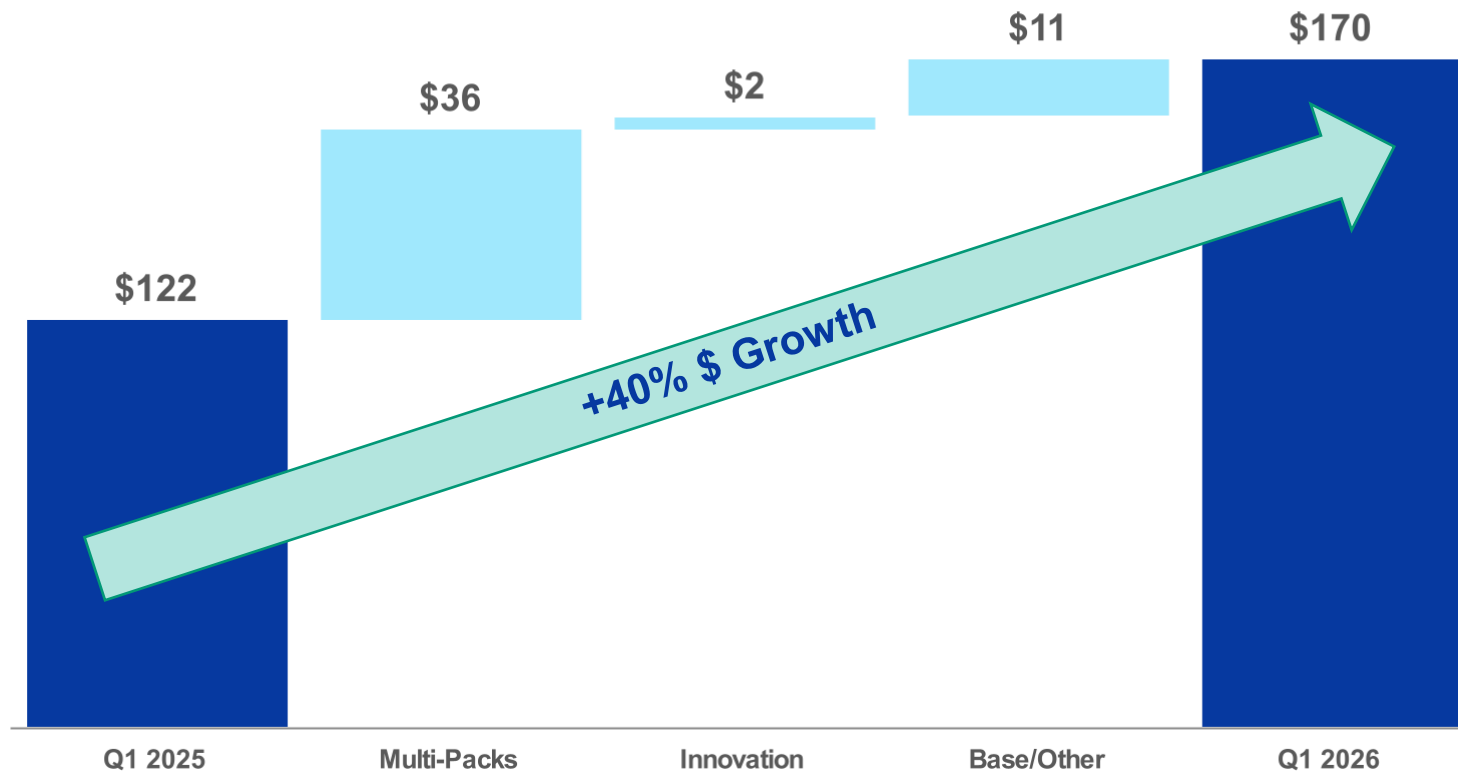 $11
$170
$2
$36
$122
+40% $ Growth
Q1 2025
Multi-Packs
Innovation
Base/Other
Q1 2026